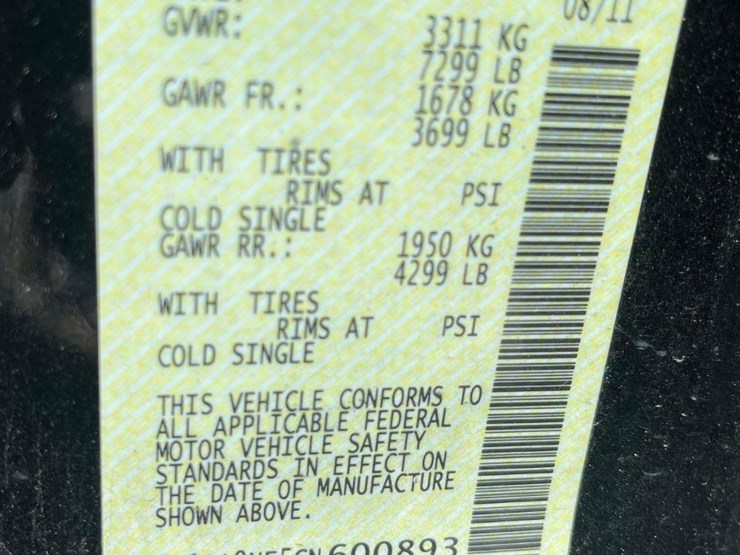 08/11
GVWR: 3311 KG
7299 LB
GAWR FR.: 1678 KG
3699 LB
WITH TIRES
RIMS AT PSI
COLD SINGLE
GAWR RR.: 1950 KG
4299 LB
WITH TIRES
RIMS AT PSI
COLD SINGLE
THIS VEHICLE CONFORMS TO
ALL APPLICABLE FEDERAL
MOTOR VEHICLE SAFETY
STANDARDS IN EFFECT ON
THE DATE OF MANUFACTURE
SHOWN ABOVE.
600893